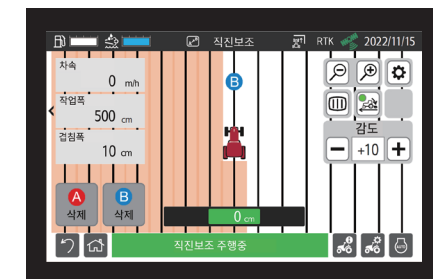 직진보조 RTK 2022/11/15
차속
0 m/h
작업폭
500 cm
겹침폭
10 cm
B
감도
+10
A
삭제
B
삭제
0 cm
직진보조 주행중